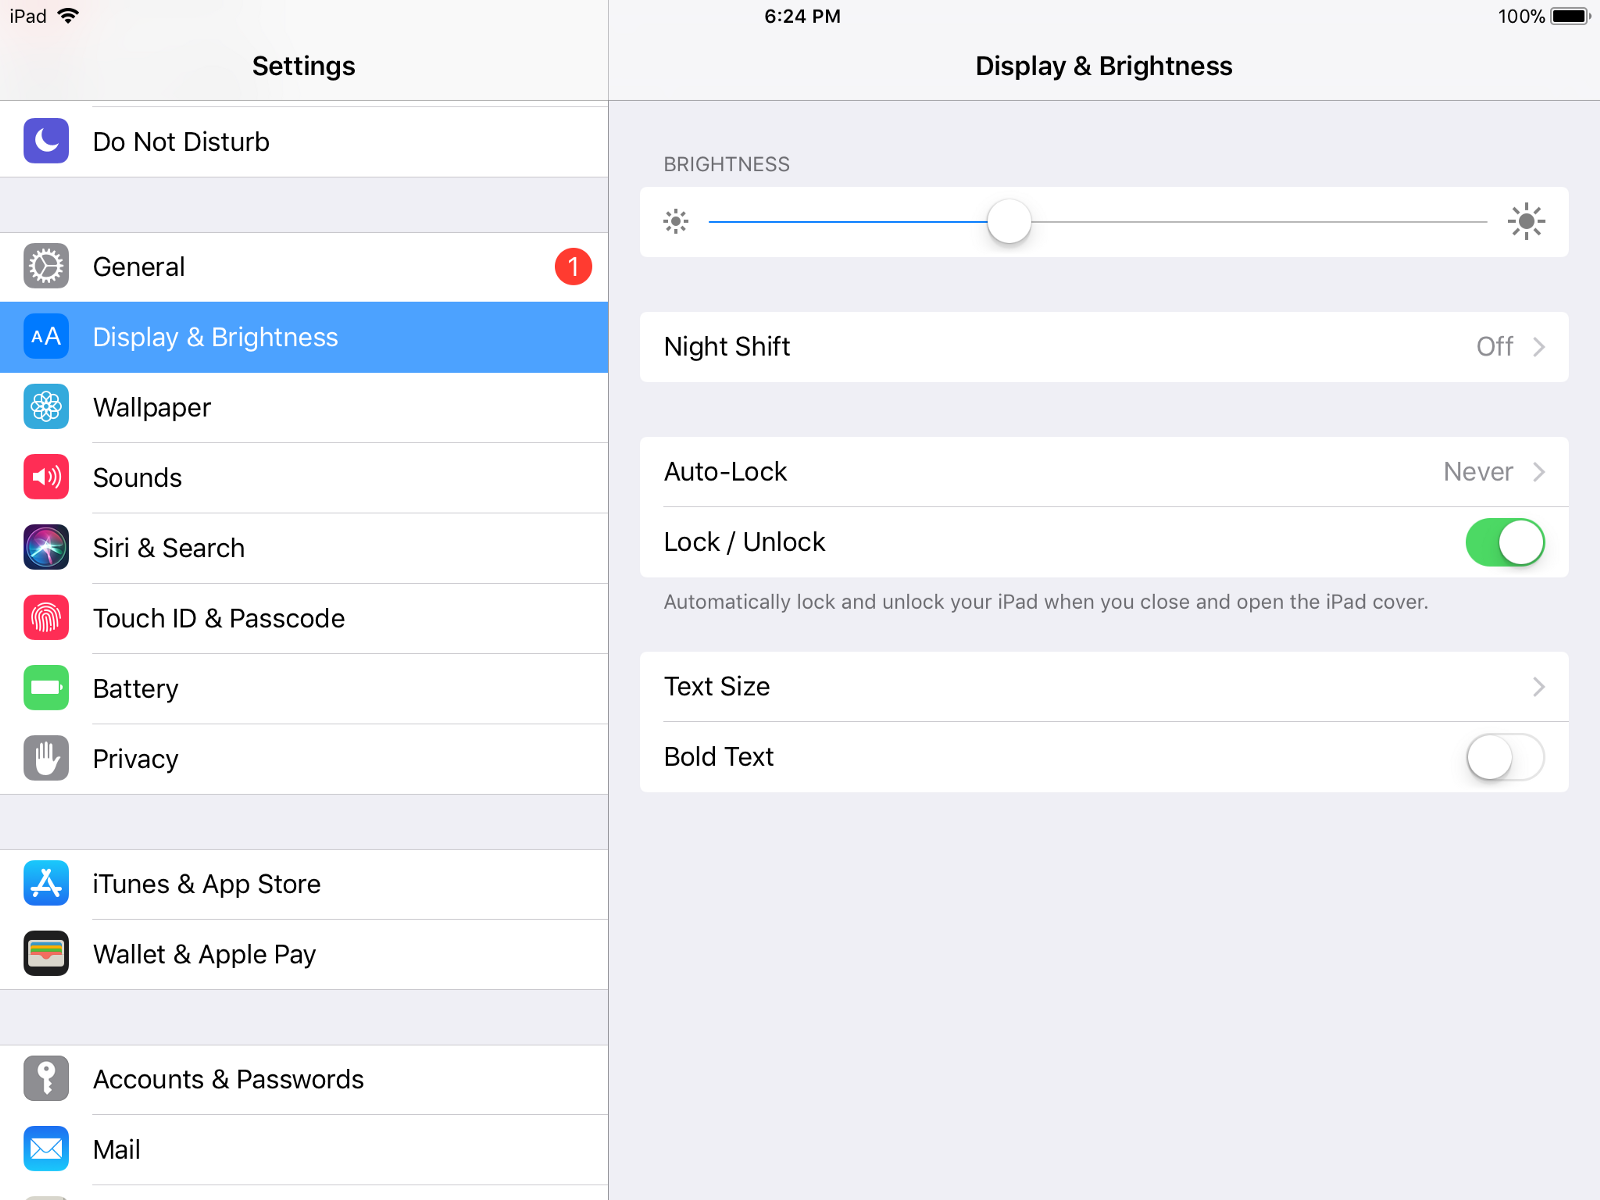 iPad
6:24 PM
100%
Settings
Display & Brightness
Do Not Disturb
General
1
Display & Brightness
Wallpaper
Sounds
Siri & Search
Touch ID & Passcode
Battery
Privacy
iTunes & App Store
Wallet & Apple Pay
Accounts & Passwords
Mail
BRIGHTNESS
Night Shift
Off
Auto-Lock
Never
Lock / Unlock
Automatically lock and unlock your iPad when you close and open the iPad cover.
Text Size
Bold Text
AA